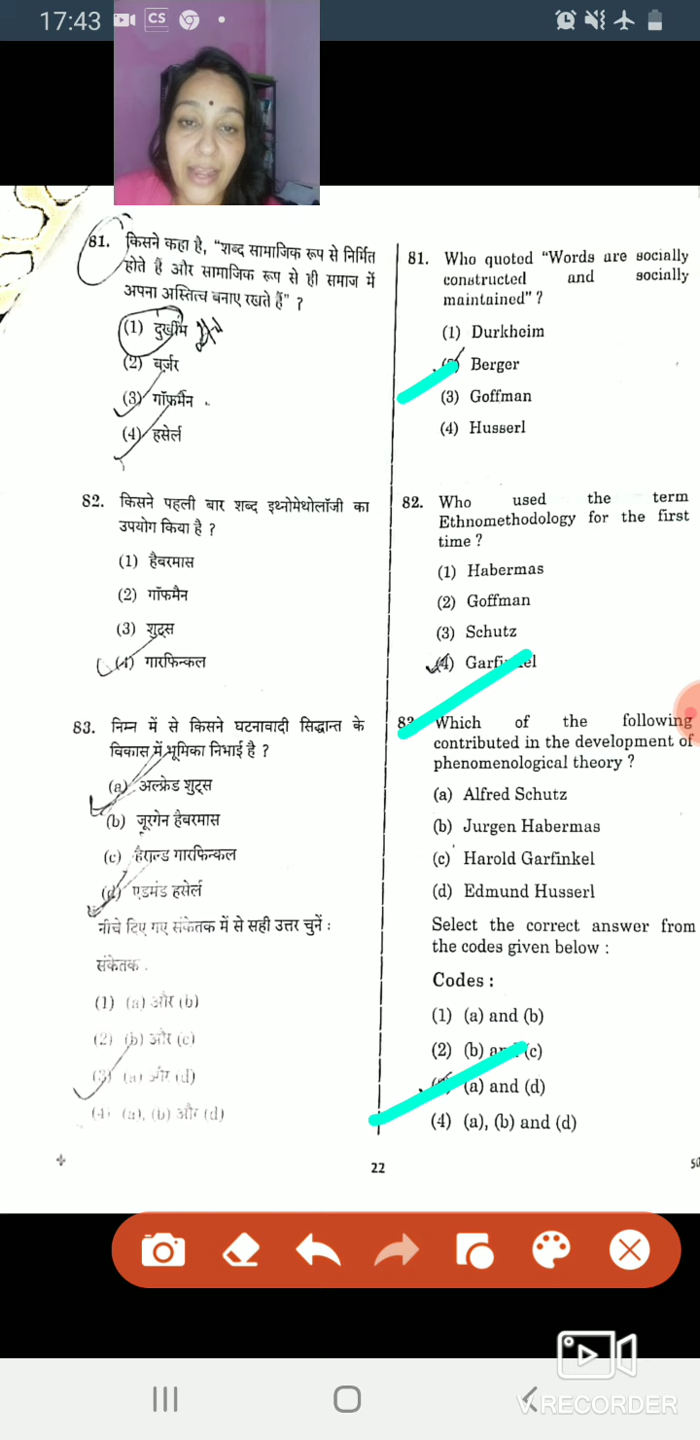 17:43
CS
81. किसने कहा है, “शब्द सामाजिक रूप से निर्मित
होते हैं और सामाजिक रूप से ही समाज में
अपना अस्तित्व बनाए रखते हैं” ?
(1) दुर्खीम
(2) बर्ज़र
(3) गॉफ़मैन
(4) हसेर्ल
82. किसने पहली बार शब्द इथ्नोमेथोलॉजी का
उपयोग किया है ?
(1) हैबरमास
(2) गॉफमैन
(3) शुट्स
(4) गारफिन्कल
83. निम्न में से किसने घटनावादी सिद्धान्त के
विकास में भूमिका निभाई है ?
(a) अल्फ्रेड शुट्स
(b) जूरगेन हैबरमास
(c) हैराल्ड गारफिन्कल
(d) एडमंड हसेर्ल
नीचे दिए गए संकेतक में से सही उत्तर चुनें :
संकेतक
(1) (a) और (b)
(2) (b) और (c)
(3) (a) और (d)
(4) (a), (b) और (d)
81. Who quoted “Words are socially
constructed and socially
maintained” ?
(1) Durkheim
Berger
(3) Goffman
(4) Husserl
82. Who used the term
Ethnomethodology for the first
time ?
(1) Habermas
(2) Goffman
(3) Schutz
(4) Garfinkel
83. Which of the following
contributed in the development of
phenomenological theory ?
(a) Alfred Schutz
(b) Jurgen Habermas
(c) Harold Garfinkel
(d) Edmund Husserl
Select the correct answer from
the codes given below :
Codes :
(1) (a) and (b)
(2) (b) and (c)
(a) and (d)
(4) (a), (b) and (d)
22
V RECORDER